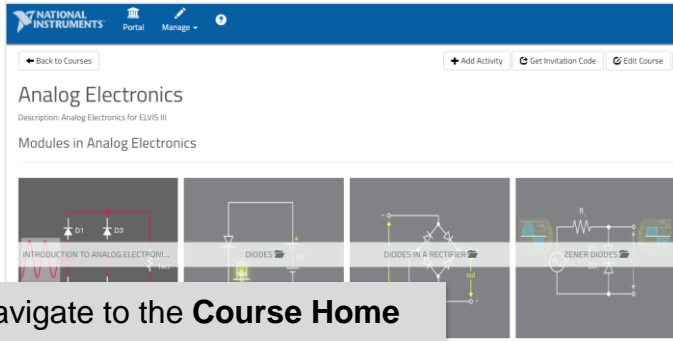 NATIONAL INSTRUMENTS
Portal
Manage
?
Back to Courses
+ Add Activity
Get Invitation Code
Edit Course
Analog Electronics
Description: Analog Electronics for ELVIS III
Modules in Analog Electronics
D1
D3
1kΩ
R
out
INTRODUCTION TO ANALOG ELECTRONI...
DIODES
DIODES IN A RECTIFIER
ZENER DIODES
avigate to the Course Home